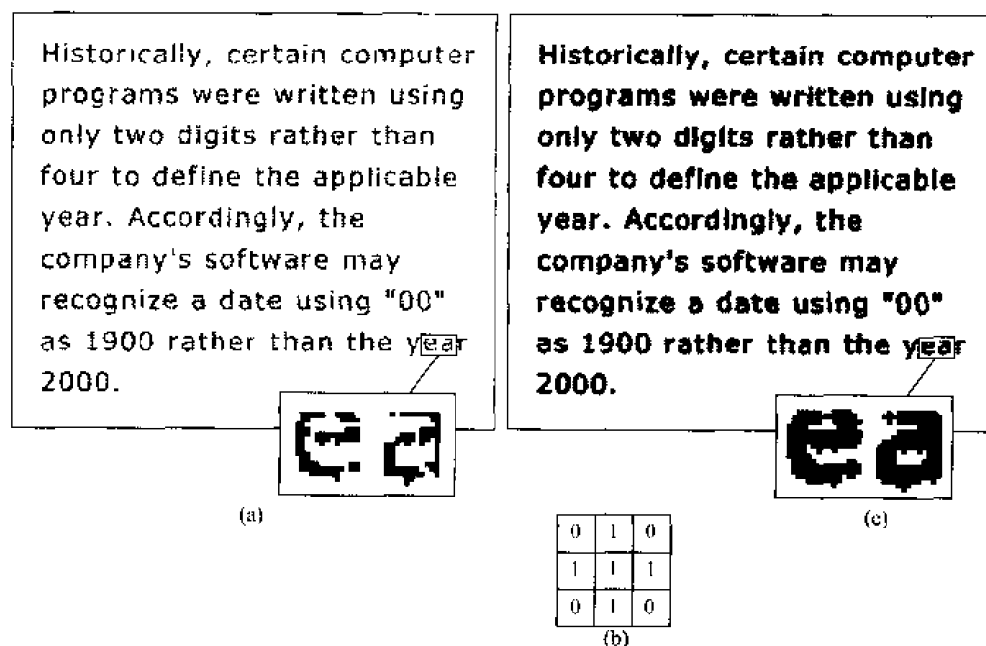 Historically, certain computer
programs were written using
only two digits rather than
four to define the applicable
year. Accordingly, the
company's software may
recognize a date using "00"
as 1900 rather than the year
2000.
ea
(a)
Historically, certain computer
programs were written using
only two digits rather than
four to define the applicable
year. Accordingly, the
company's software may
recognize a date using "00"
as 1900 rather than the year
2000.
ea
(c)
0 1 0
1 1 1
0 1 0
(b)